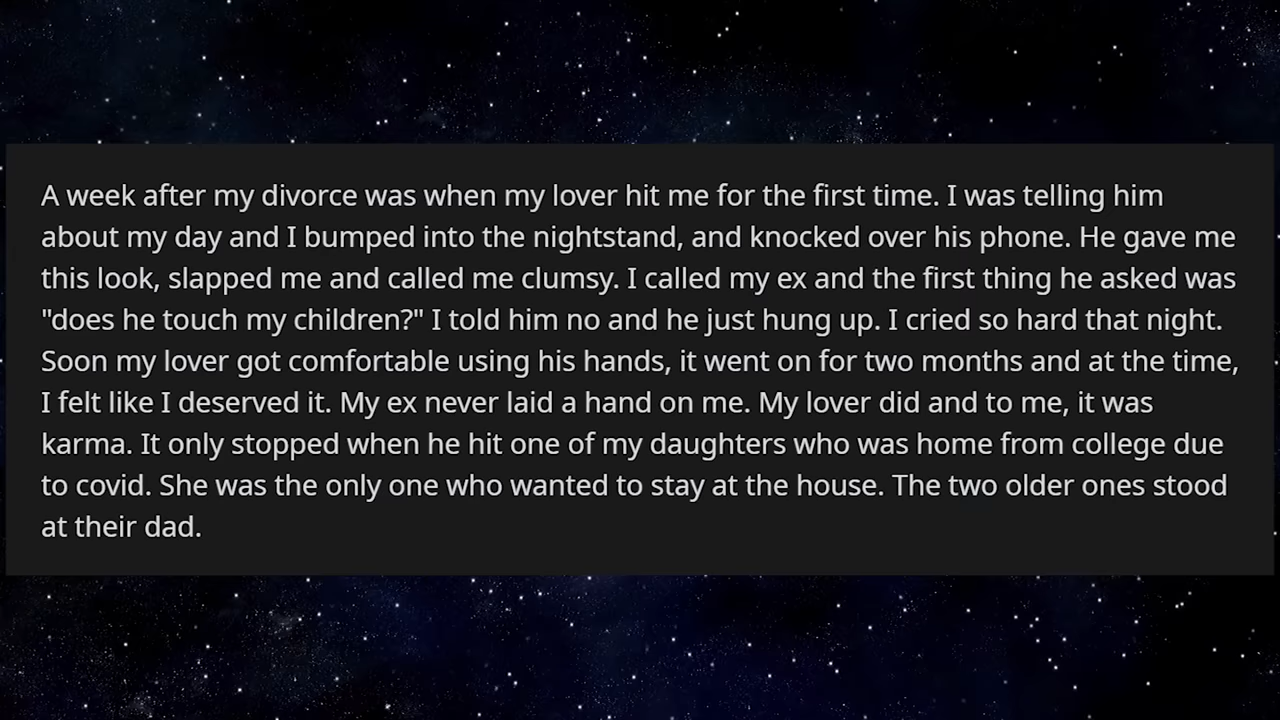 A week after my divorce was when my lover hit me for the first time. I was telling him
about my day and I bumped into the nightstand, and knocked over his phone. He gave me
this look, slapped me and called me clumsy. I called my ex and the first thing he asked was
"does he touch my children?" I told him no and he just hung up. I cried so hard that night.
Soon my lover got comfortable using his hands, it went on for two months and at the time,
I felt like I deserved it. My ex never laid a hand on me. My lover did and to me, it was
karma. It only stopped when he hit one of my daughters who was home from college due
to covid. She was the only one who wanted to stay at the house. The two older ones stood
at their dad.